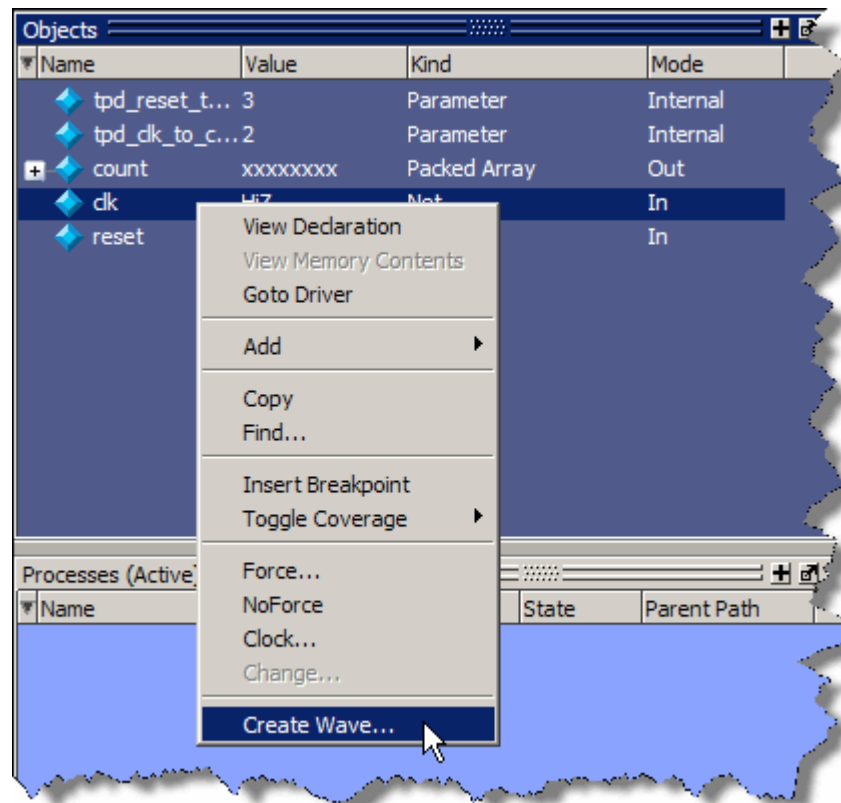 Objects
Name Value Kind Mode
tpd_reset_t... 3 Parameter Internal
tpd_clk_to_c... 2 Parameter Internal
count xxxxxxxx Packed Array Out
clk HiZ Net In
reset In
View Declaration
View Memory Contents
Goto Driver
Add
Copy
Find...
Insert Breakpoint
Toggle Coverage
Force...
NoForce
Clock...
Change...
Create Wave...
Processes (Active)
Name State Parent Path